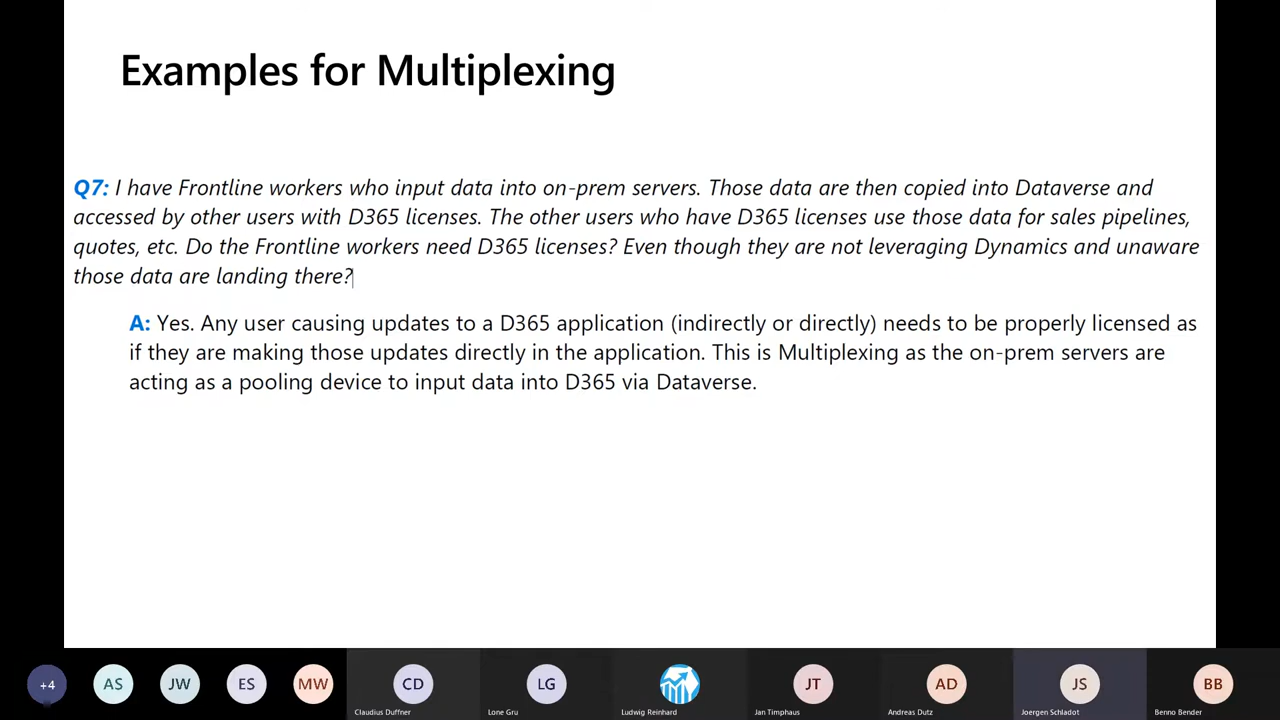 Examples for Multiplexing
Q7: I have Frontline workers who input data into on-prem servers. Those data are then copied into Dataverse and
accessed by other users with D365 licenses. The other users who have D365 licenses use those data for sales pipelines,
quotes, etc. Do the Frontline workers need D365 licenses? Even though they are not leveraging Dynamics and unaware
those data are landing there?
A: Yes. Any user causing updates to a D365 application (indirectly or directly) needs to be properly licensed as
if they are making those updates directly in the application. This is Multiplexing as the on-prem servers are
acting as a pooling device to input data into D365 via Dataverse.
+4 AS JW ES MW CD LG JT AD JS BB
Claudius Duffner Lone Gru Ludwig Reinhard Jan Timphaus Andreas Dutz Joergen Schladot Benno Bender